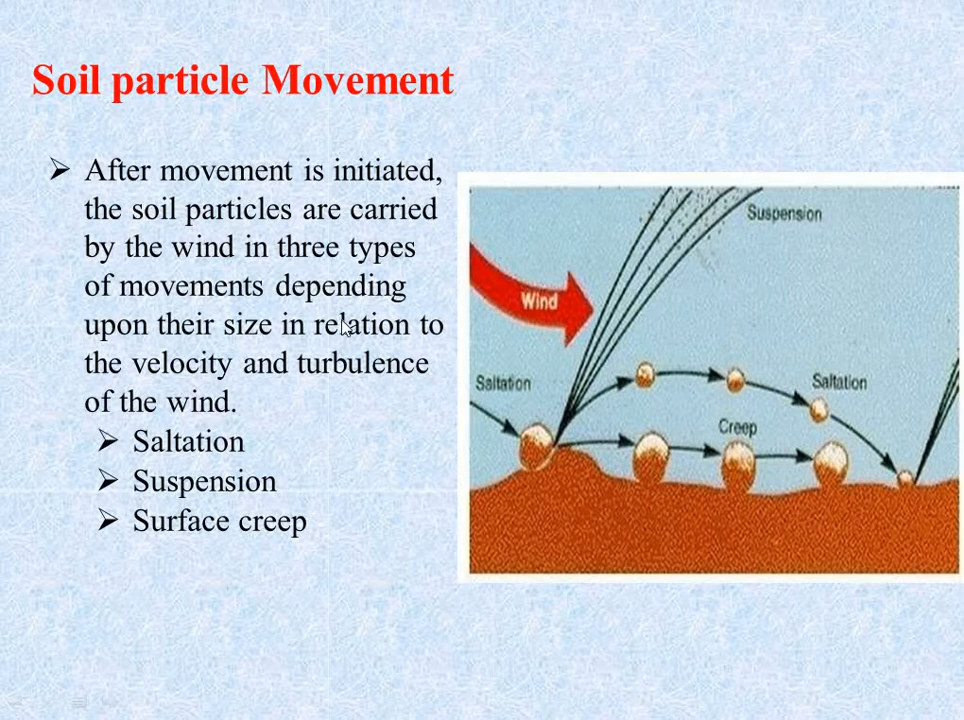 Soil particle Movement
After movement is initiated,
the soil particles are carried
by the wind in three types
of movements depending
upon their size in relation to
the velocity and turbulence
of the wind.
Saltation
Suspension
Surface creep
Suspension
Wind
Saltation
Saltation
Creep